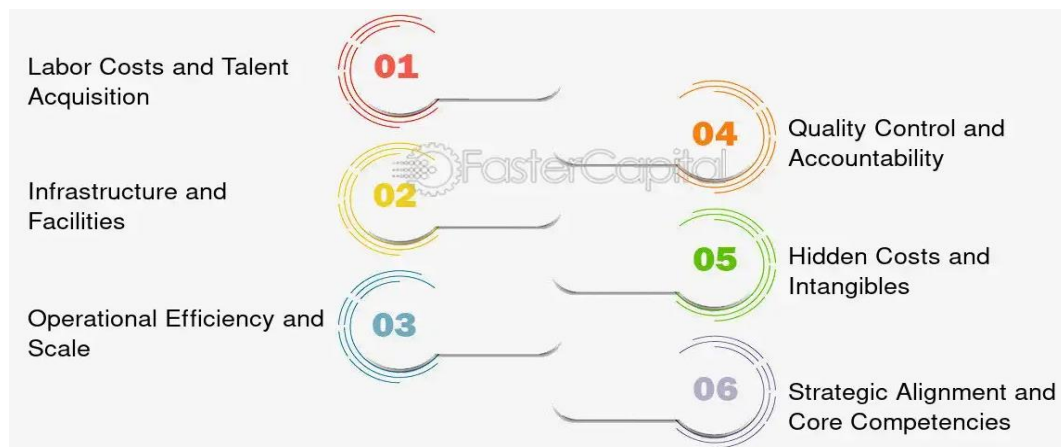 01
Labor Costs and Talent
Acquisition
02
Infrastructure and
Facilities
03
Operational Efficiency and
Scale
04
Quality Control and
Accountability
05
Hidden Costs and
Intangibles
06
Strategic Alignment and
Core Competencies
FasterCapital